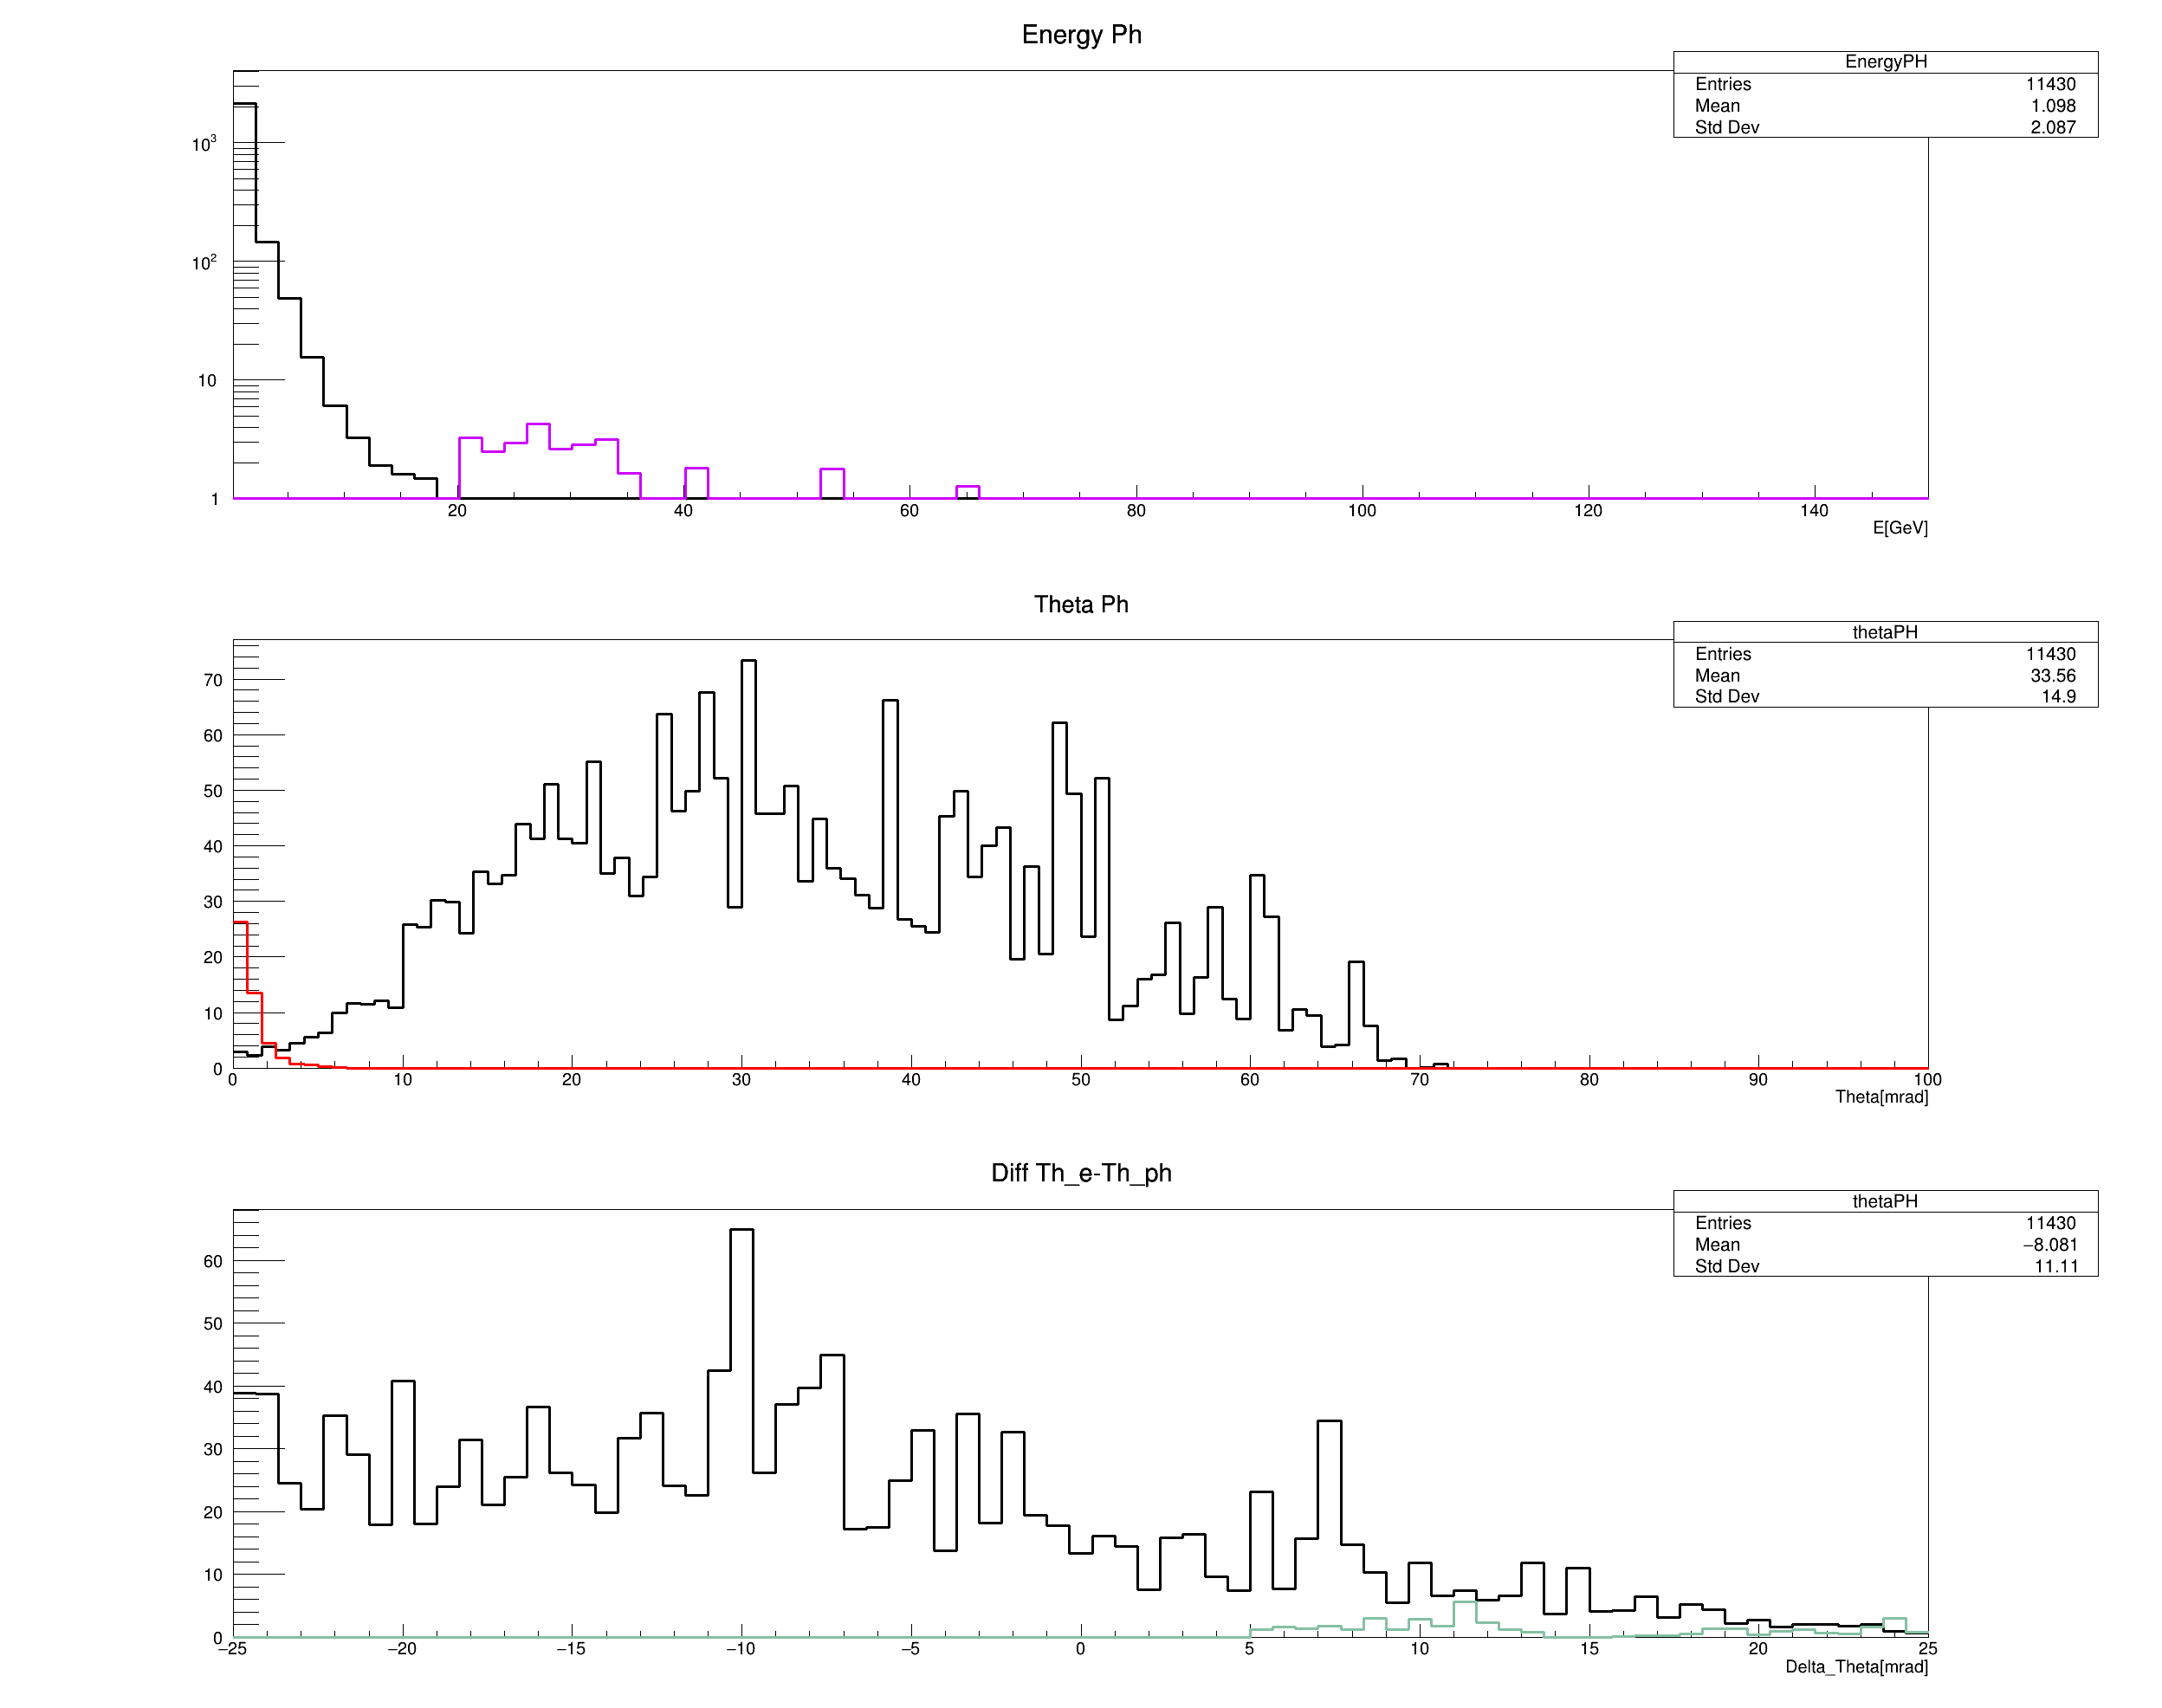 Energy Ph
EnergyPH
Entries 11430
Mean 1.098
Std Dev 2.087
10³
10²
10
1
20 40 60 80 100 120 140
E[GeV]
Theta Ph
thetaPH
Entries 11430
Mean 33.56
Std Dev 14.9
70
60
50
40
30
20
10
0
0 10 20 30 40 50 60 70 80 90 100
Theta[mrad]
Diff Th_e-Th_ph
thetaPH
Entries 11430
Mean −8.081
Std Dev 11.11
60
50
40
30
20
10
0
−25 −20 −15 −10 −5 0 5 10 15 20 25
Delta_Theta[mrad]